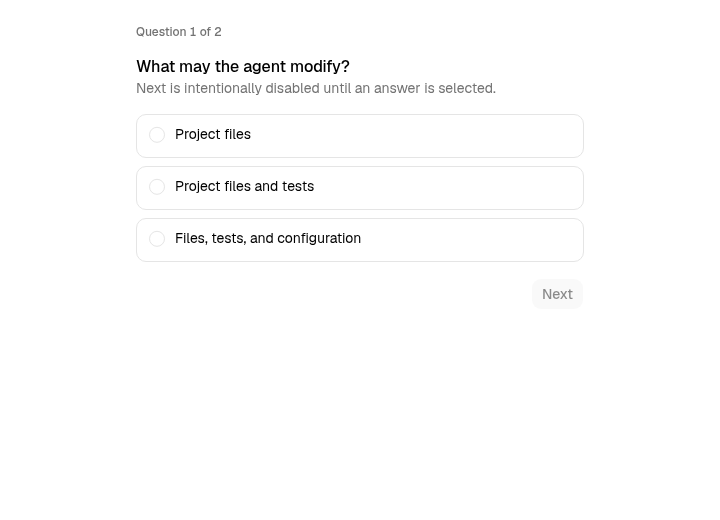 Question 1 of 2
What may the agent modify?
Next is intentionally disabled until an answer is selected.
Project files
Project files and tests
Files, tests, and configuration
Next